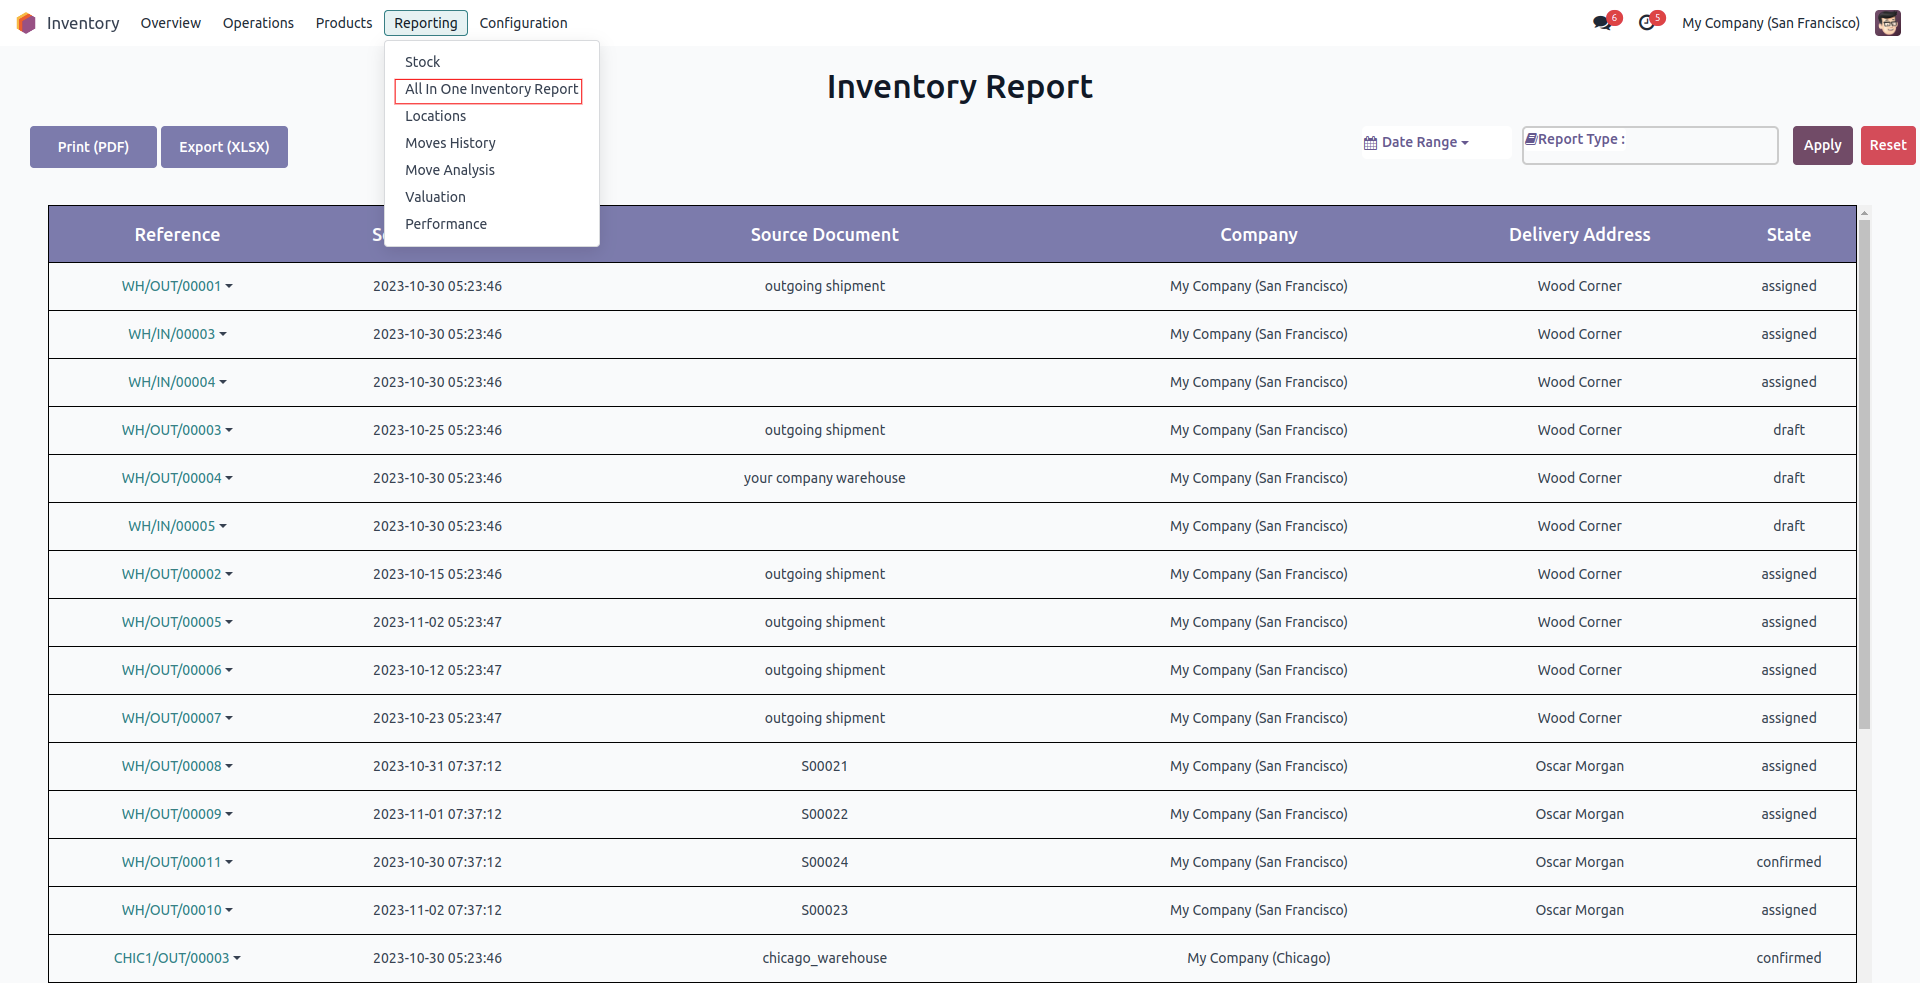 Inventory Overview Operations Products Reporting Configuration 6 5 My Company (San Francisco)
Stock
All In One Inventory Report
Locations
Moves History
Move Analysis
Valuation
Performance
Inventory Report
Print (PDF) Export (XLSX) Date Range Report Type : Apply Reset
Reference Source Document Company Delivery Address State
WH/OUT/00001 2023-10-30 05:23:46 outgoing shipment My Company (San Francisco) Wood Corner assigned
WH/IN/00003 2023-10-30 05:23:46 My Company (San Francisco) Wood Corner assigned
WH/IN/00004 2023-10-30 05:23:46 My Company (San Francisco) Wood Corner assigned
WH/OUT/00003 2023-10-25 05:23:46 outgoing shipment My Company (San Francisco) Wood Corner draft
WH/OUT/00004 2023-10-30 05:23:46 your company warehouse My Company (San Francisco) Wood Corner draft
WH/IN/00005 2023-10-30 05:23:46 My Company (San Francisco) Wood Corner draft
WH/OUT/00002 2023-10-15 05:23:46 outgoing shipment My Company (San Francisco) Wood Corner assigned
WH/OUT/00005 2023-11-02 05:23:47 outgoing shipment My Company (San Francisco) Wood Corner assigned
WH/OUT/00006 2023-10-12 05:23:47 outgoing shipment My Company (San Francisco) Wood Corner assigned
WH/OUT/00007 2023-10-23 05:23:47 outgoing shipment My Company (San Francisco) Wood Corner assigned
WH/OUT/00008 2023-10-31 07:37:12 S00021 My Company (San Francisco) Oscar Morgan assigned
WH/OUT/00009 2023-11-01 07:37:12 S00022 My Company (San Francisco) Oscar Morgan assigned
WH/OUT/00011 2023-10-30 07:37:12 S00024 My Company (San Francisco) Oscar Morgan confirmed
WH/OUT/00010 2023-11-02 07:37:12 S00023 My Company (San Francisco) Oscar Morgan assigned
CHIC1/OUT/00003 2023-10-30 05:23:46 chicago_warehouse My Company (Chicago) confirmed